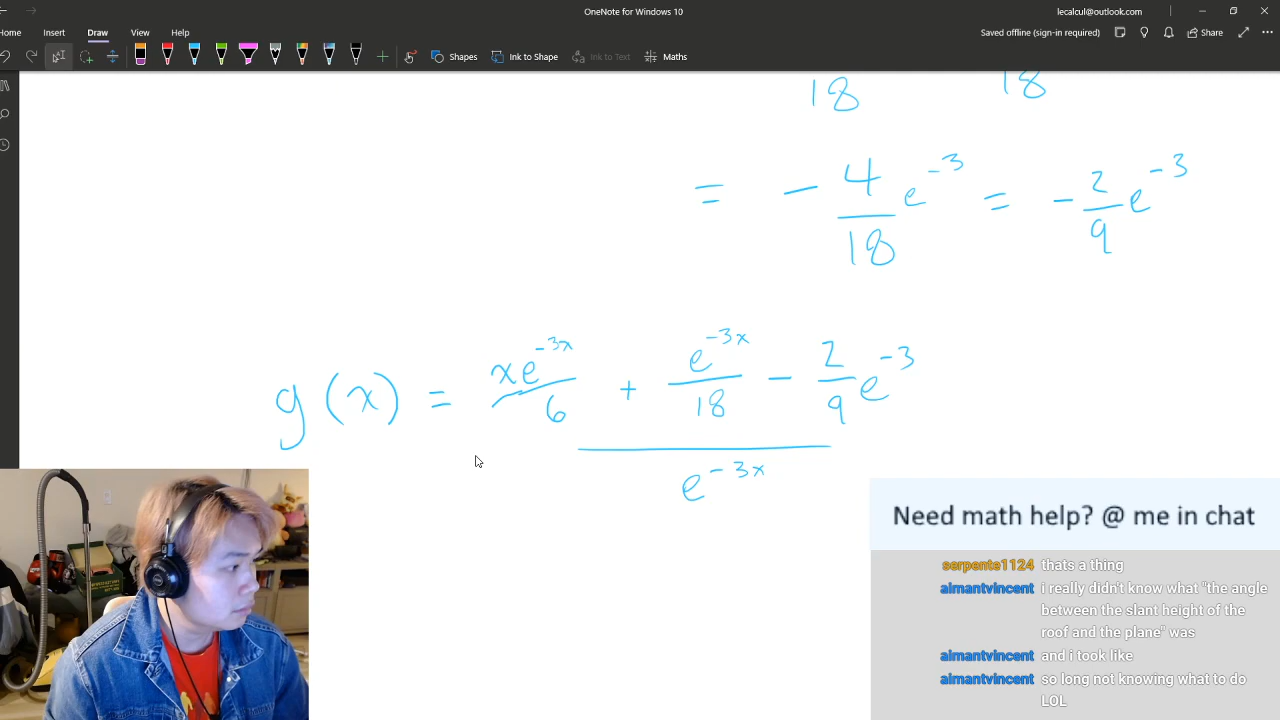 OneNote for Windows 10
lecalcul@outlook.com
Home Insert Draw View Help
Saved offline (sign-in required)
Share
Shapes Ink to Shape Ink to Text Maths
18 18
= - 4/18 e^-3 = - 2/9 e^-3
g(x) = xe^-3x/6 + e^-3x/18 - 2/9 e^-3
e^-3x
Need math help? @ me in chat
serpente1124 thats a thing
aimantvincent i really didn't know what "the angle
between the slant height of the
roof and the plane" was
aimantvincent and i took like
aimantvincent so long not knowing what to do
LOL